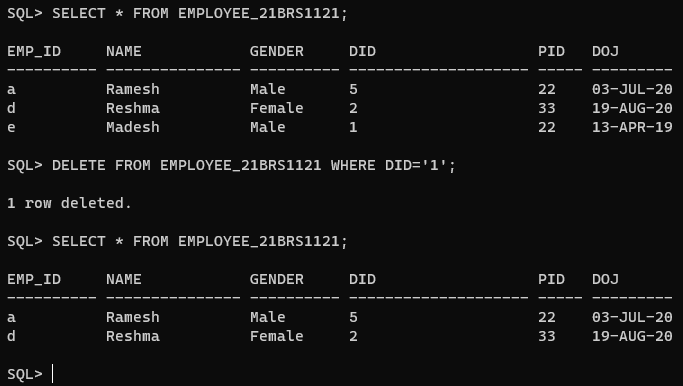 SQL> SELECT * FROM EMPLOYEE_21BRS1121;
EMP_ID     NAME            GENDER     DID                  PID   DOJ
---------- --------------- ---------- -------------------- ----- ---------
a          Ramesh          Male       5                    22    03-JUL-20
d          Reshma          Female     2                    33    19-AUG-20
e          Madesh          Male       1                    22    13-APR-19
SQL> DELETE FROM EMPLOYEE_21BRS1121 WHERE DID='1';
1 row deleted.
SQL> SELECT * FROM EMPLOYEE_21BRS1121;
EMP_ID     NAME            GENDER     DID                  PID   DOJ
---------- --------------- ---------- -------------------- ----- ---------
a          Ramesh          Male       5                    22    03-JUL-20
d          Reshma          Female     2                    33    19-AUG-20
SQL>